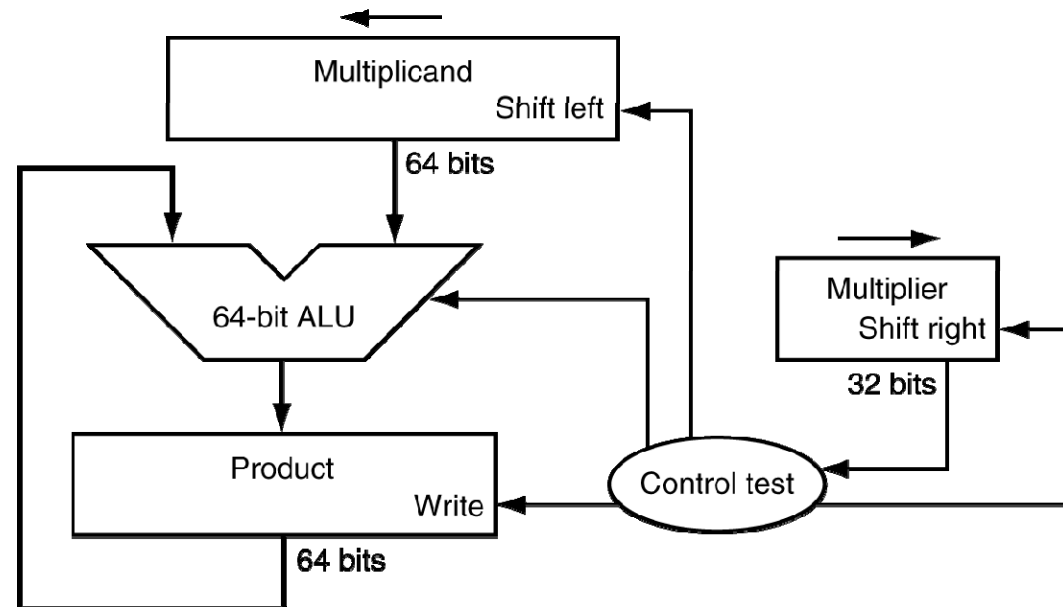 Multiplicand
Shift left
64 bits
64-bit ALU
Multiplier
Shift right
32 bits
Product
Write
Control test
64 bits